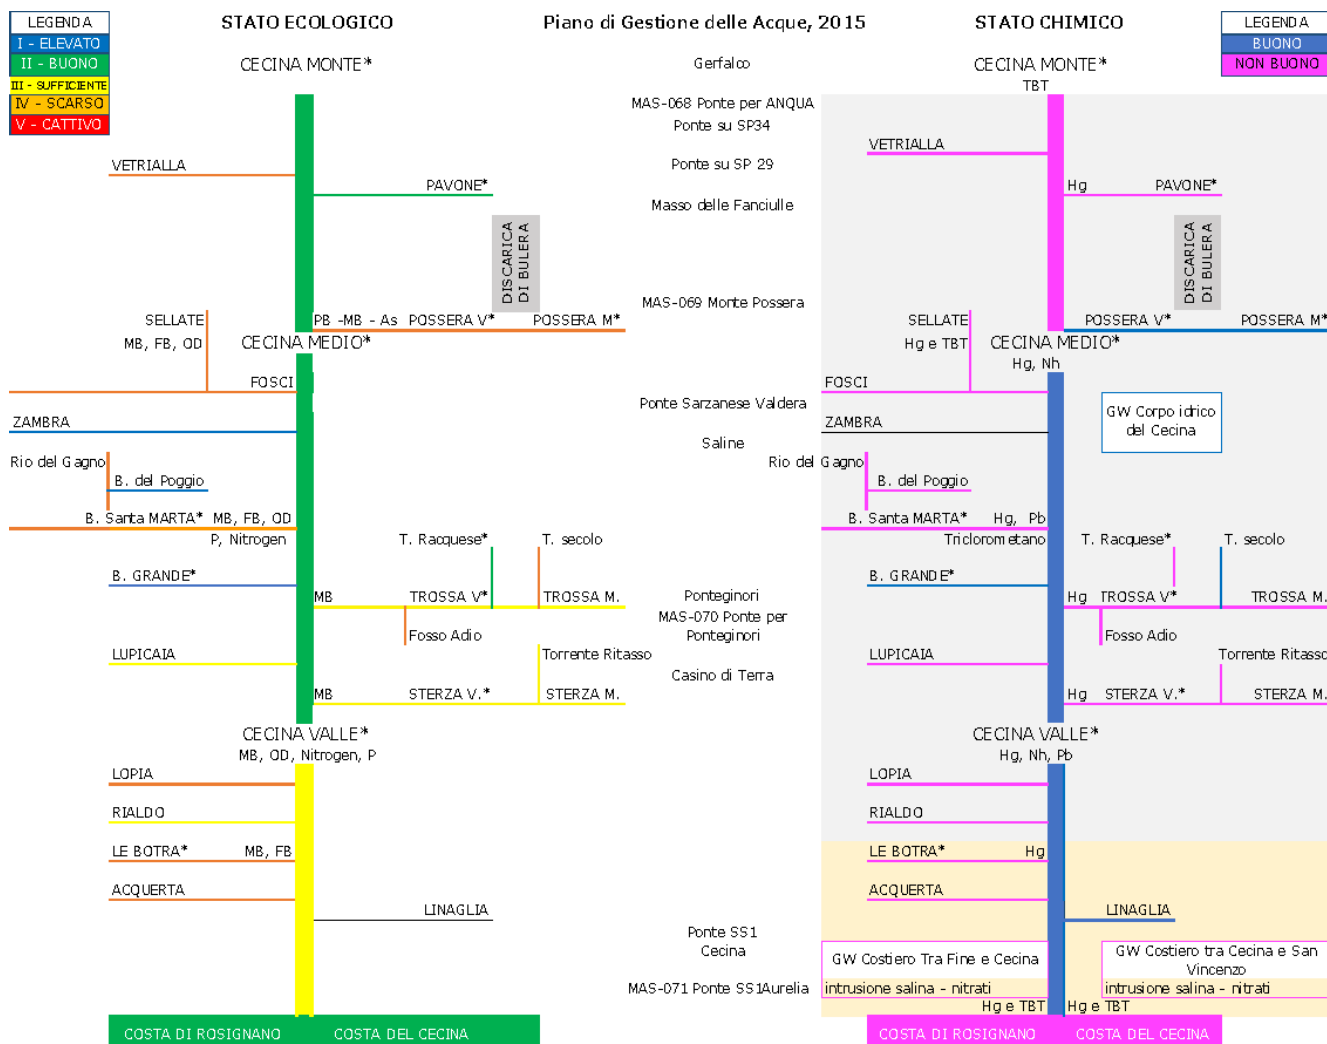 LEGENDA
I - ELEVATO
II - BUONO
III - SUFFICIENTE
IV - SCARSO
V - CATTIVO
STATO ECOLOGICO
Piano di Gestione delle Acque, 2015
STATO CHIMICO
LEGENDA
BUONO
NON BUONO
CECINA MONTE*
VETRIALLA
PAVONE*
DISCARICA
DI BULERA
SELLATE
MB, FB, OD
PB -MB - As
POSSERA V*
POSSERA M*
CECINA MEDIO*
FOSCI
ZAMBRA
Rio del Gagno
B. del Poggio
B. Santa MARTA*
MB, FB, OD
P, Nitrogen
T. Racquese*
T. secolo
B. GRANDE*
MB
TROSSA V*
TROSSA M.
Fosso Adio
LUPICAIA
Torrente Ritasso
MB
STERZA V.*
STERZA M.
CECINA VALLE*
MB, OD, Nitrogen, P
LOPIA
RIALDO
LE BOTRA*
MB, FB
ACQUERTA
LINAGLIA
COSTA DI ROSIGNANO
COSTA DEL CECINA
Gerfalco
MAS-068 Ponte per ANQUA
Ponte su SP34
Ponte su SP 29
Masso delle Fanciulle
MAS-069 Monte Possera
Ponte Sarzanese Valdera
Saline
Ponteginori
MAS-070 Ponte per
Ponteginori
Casino di Terra
Ponte SS1
Cecina
MAS-071 Ponte SS1Aurelia
CECINA MONTE*
TBT
VETRIALLA
Hg
PAVONE*
DISCARICA
DI BULERA
SELLATE
Hg e TBT
POSSERA V*
POSSERA M*
CECINA MEDIO*
Hg, Nh
FOSCI
ZAMBRA
GW Corpo idrico
del Cecina
Rio del Gagno
B. del Poggio
B. Santa MARTA*
Hg, Pb
Triclorometano
T. Racquese*
T. secolo
B. GRANDE*
Hg
TROSSA V*
TROSSA M.
Fosso Adio
LUPICAIA
Torrente Ritasso
Hg
STERZA V.*
STERZA M.
CECINA VALLE*
Hg, Nh, Pb
LOPIA
RIALDO
LE BOTRA*
Hg
ACQUERTA
LINAGLIA
GW Costiero Tra Fine e Cecina
intrusione salina - nitrati
GW Costiero tra Cecina e San
Vincenzo
intrusione salina - nitrati
Hg e TBT
Hg e TBT
COSTA DI ROSIGNANO
COSTA DEL CECINA